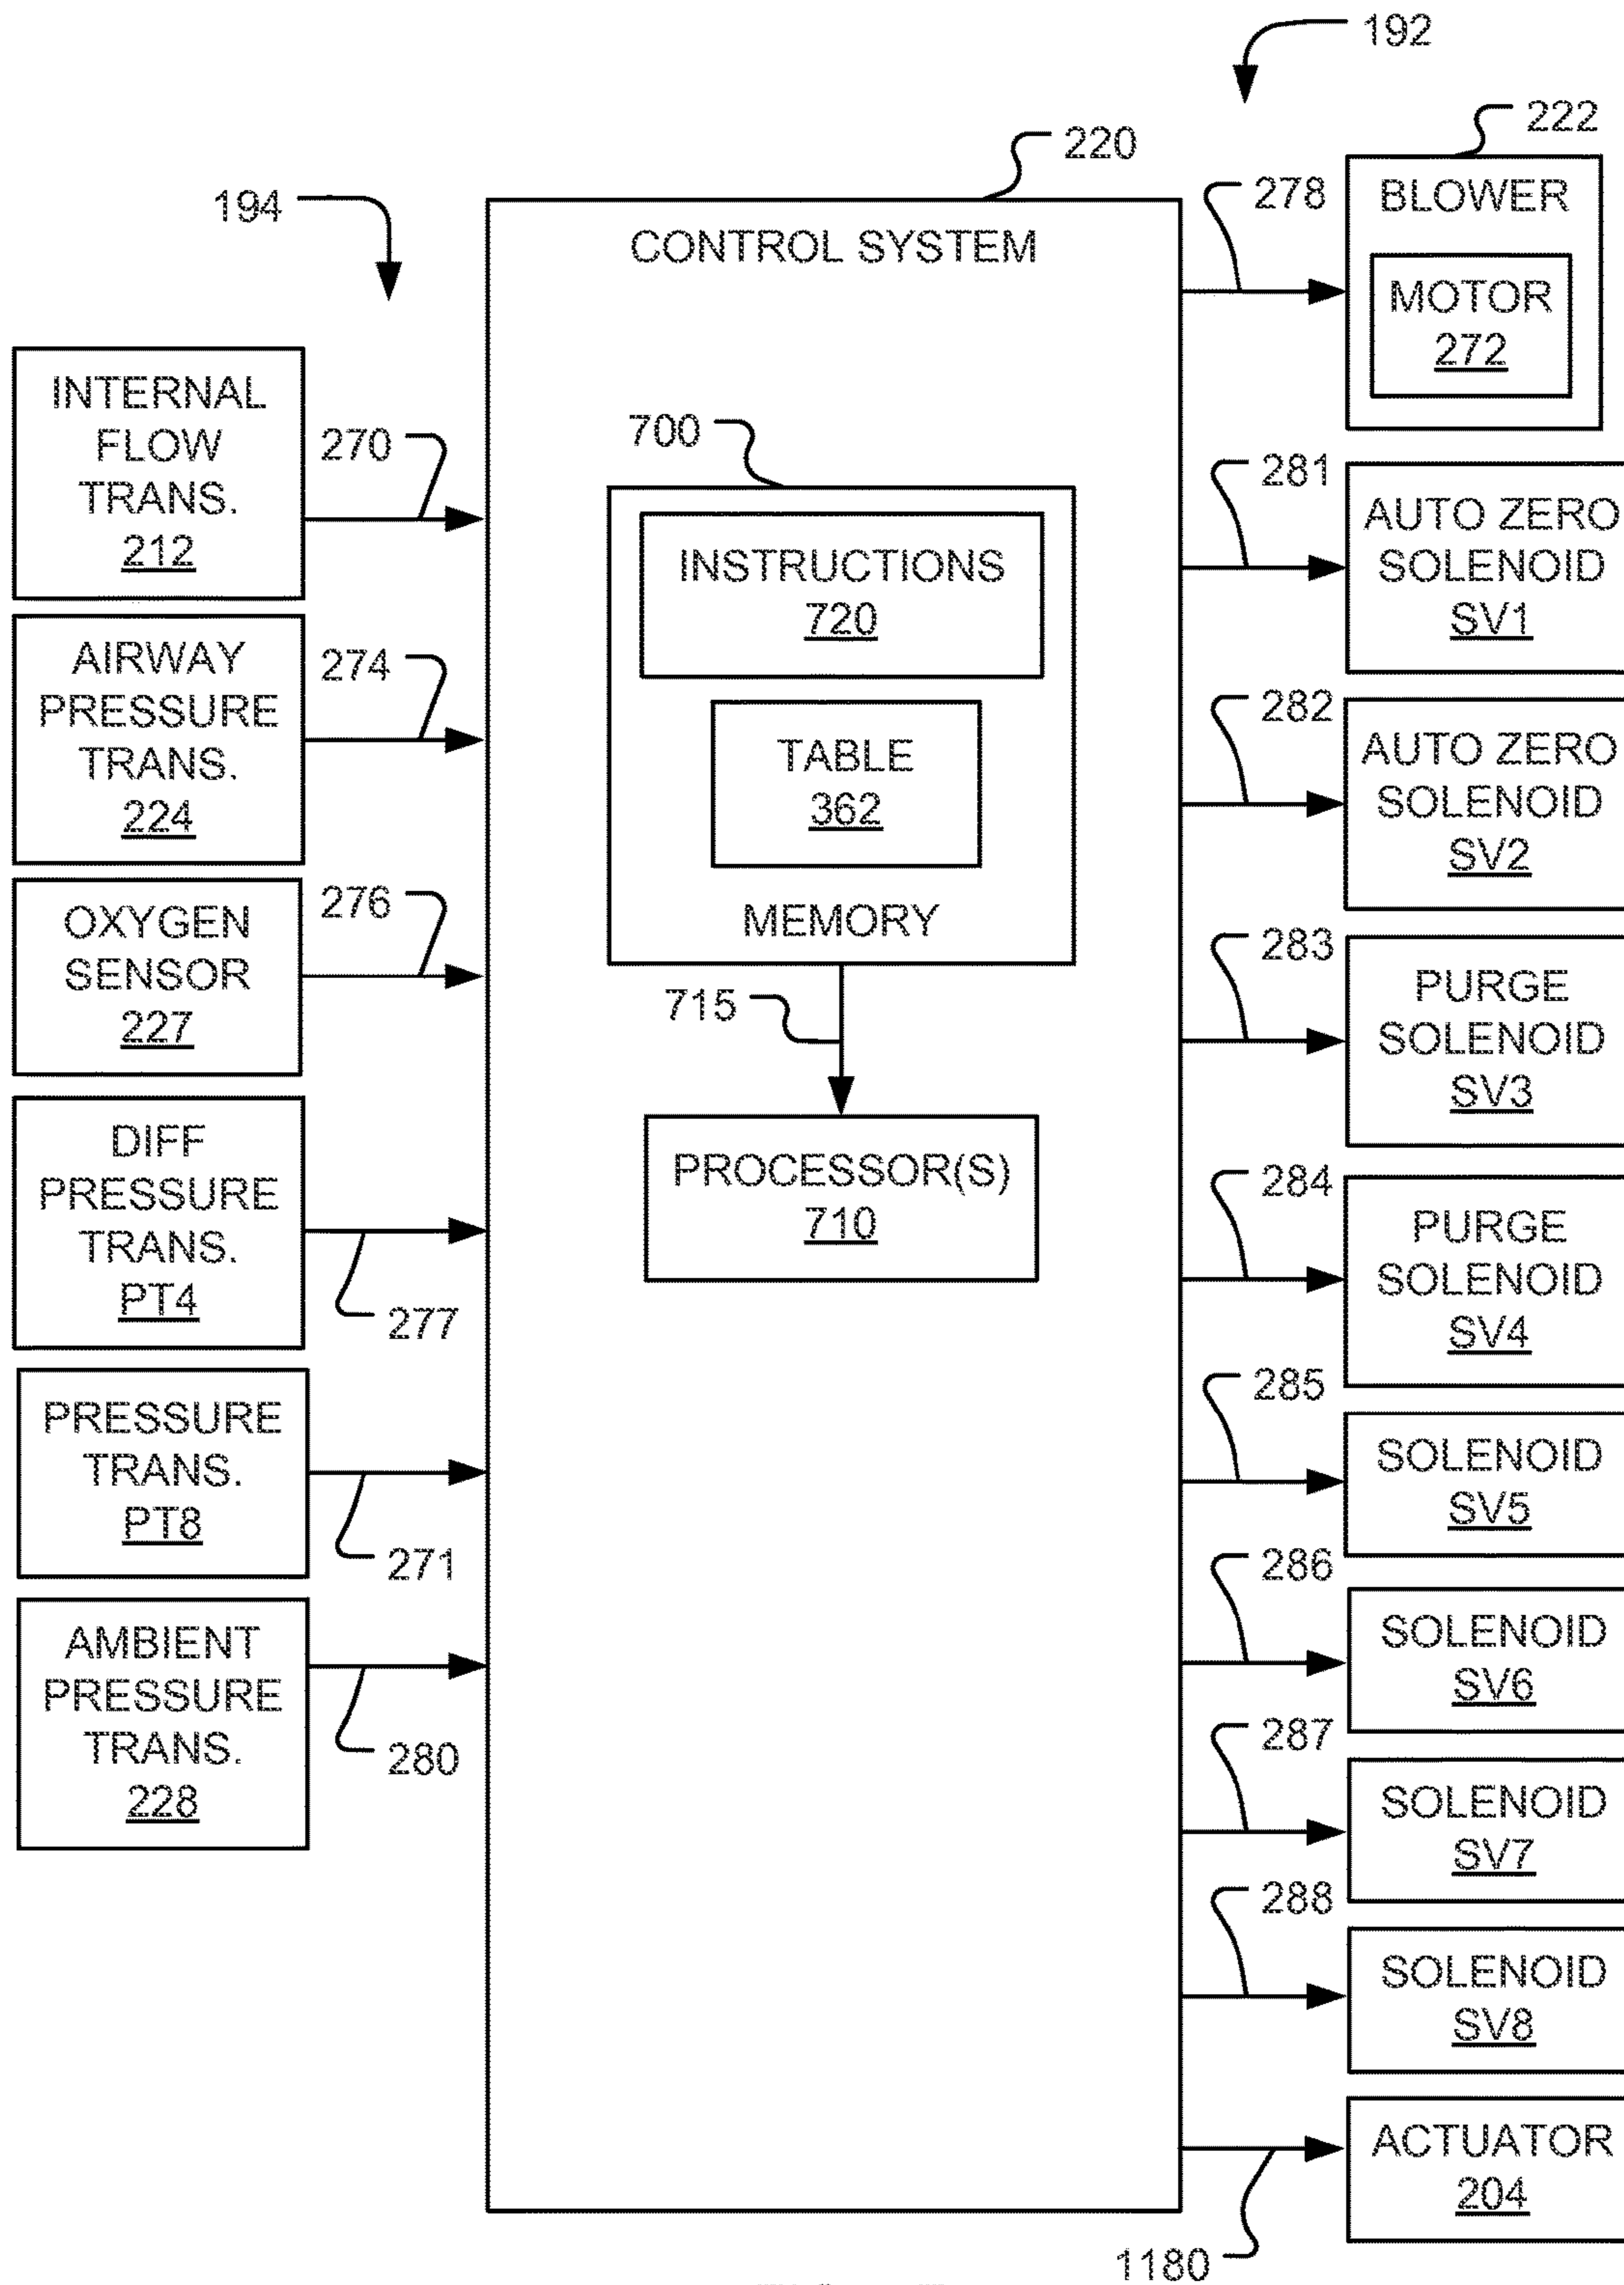 192
222
220
194
278
BLOWER
MOTOR
272
CONTROL SYSTEM
INTERNAL
FLOW
TRANS.
212
270
AIRWAY
PRESSURE
TRANS.
224
274
OXYGEN
SENSOR
227
276
DIFF
PRESSURE
TRANS.
PT4
277
PRESSURE
TRANS.
PT8
271
AMBIENT
PRESSURE
TRANS.
228
280
700
INSTRUCTIONS
720
TABLE
362
MEMORY
715
PROCESSOR(S)
710
281
AUTO ZERO
SOLENOID
SV1
282
AUTO ZERO
SOLENOID
SV2
283
PURGE
SOLENOID
SV3
284
PURGE
SOLENOID
SV4
285
SOLENOID
SV5
286
SOLENOID
SV6
287
SOLENOID
SV7
288
SOLENOID
SV8
ACTUATOR
204
1180